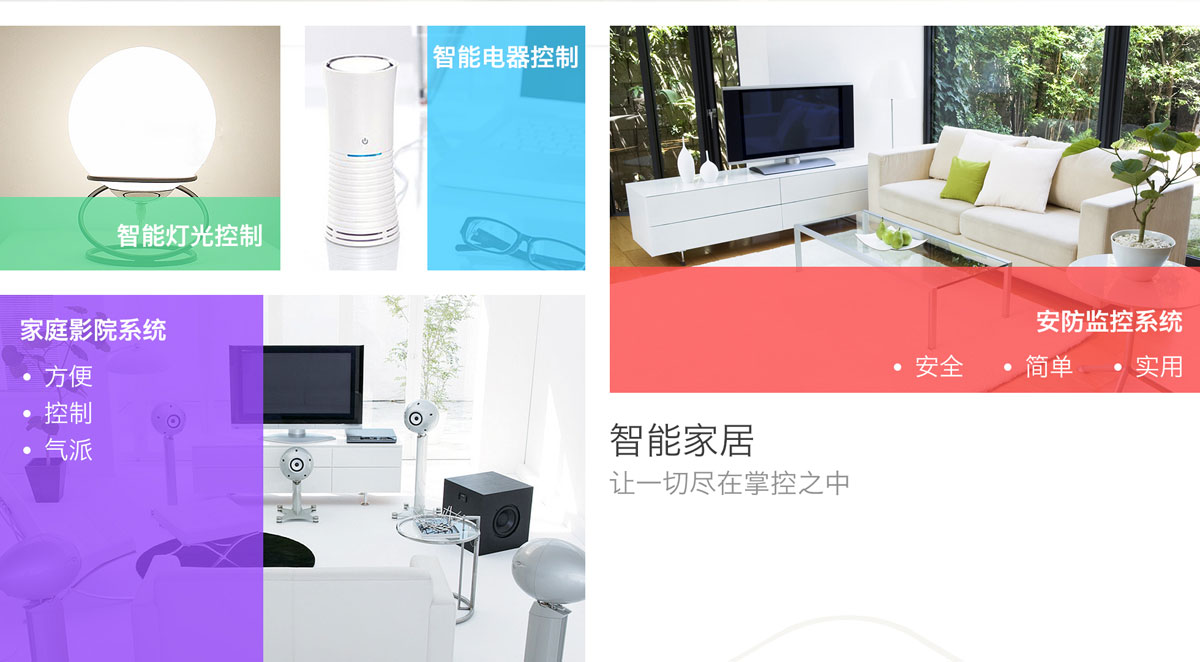 智能灯光控制
智能电器控制
家庭影院系统
• 方便
• 控制
• 气派
安防监控系统
• 安全 • 简单 • 实用
智能家居
让一切尽在掌控之中